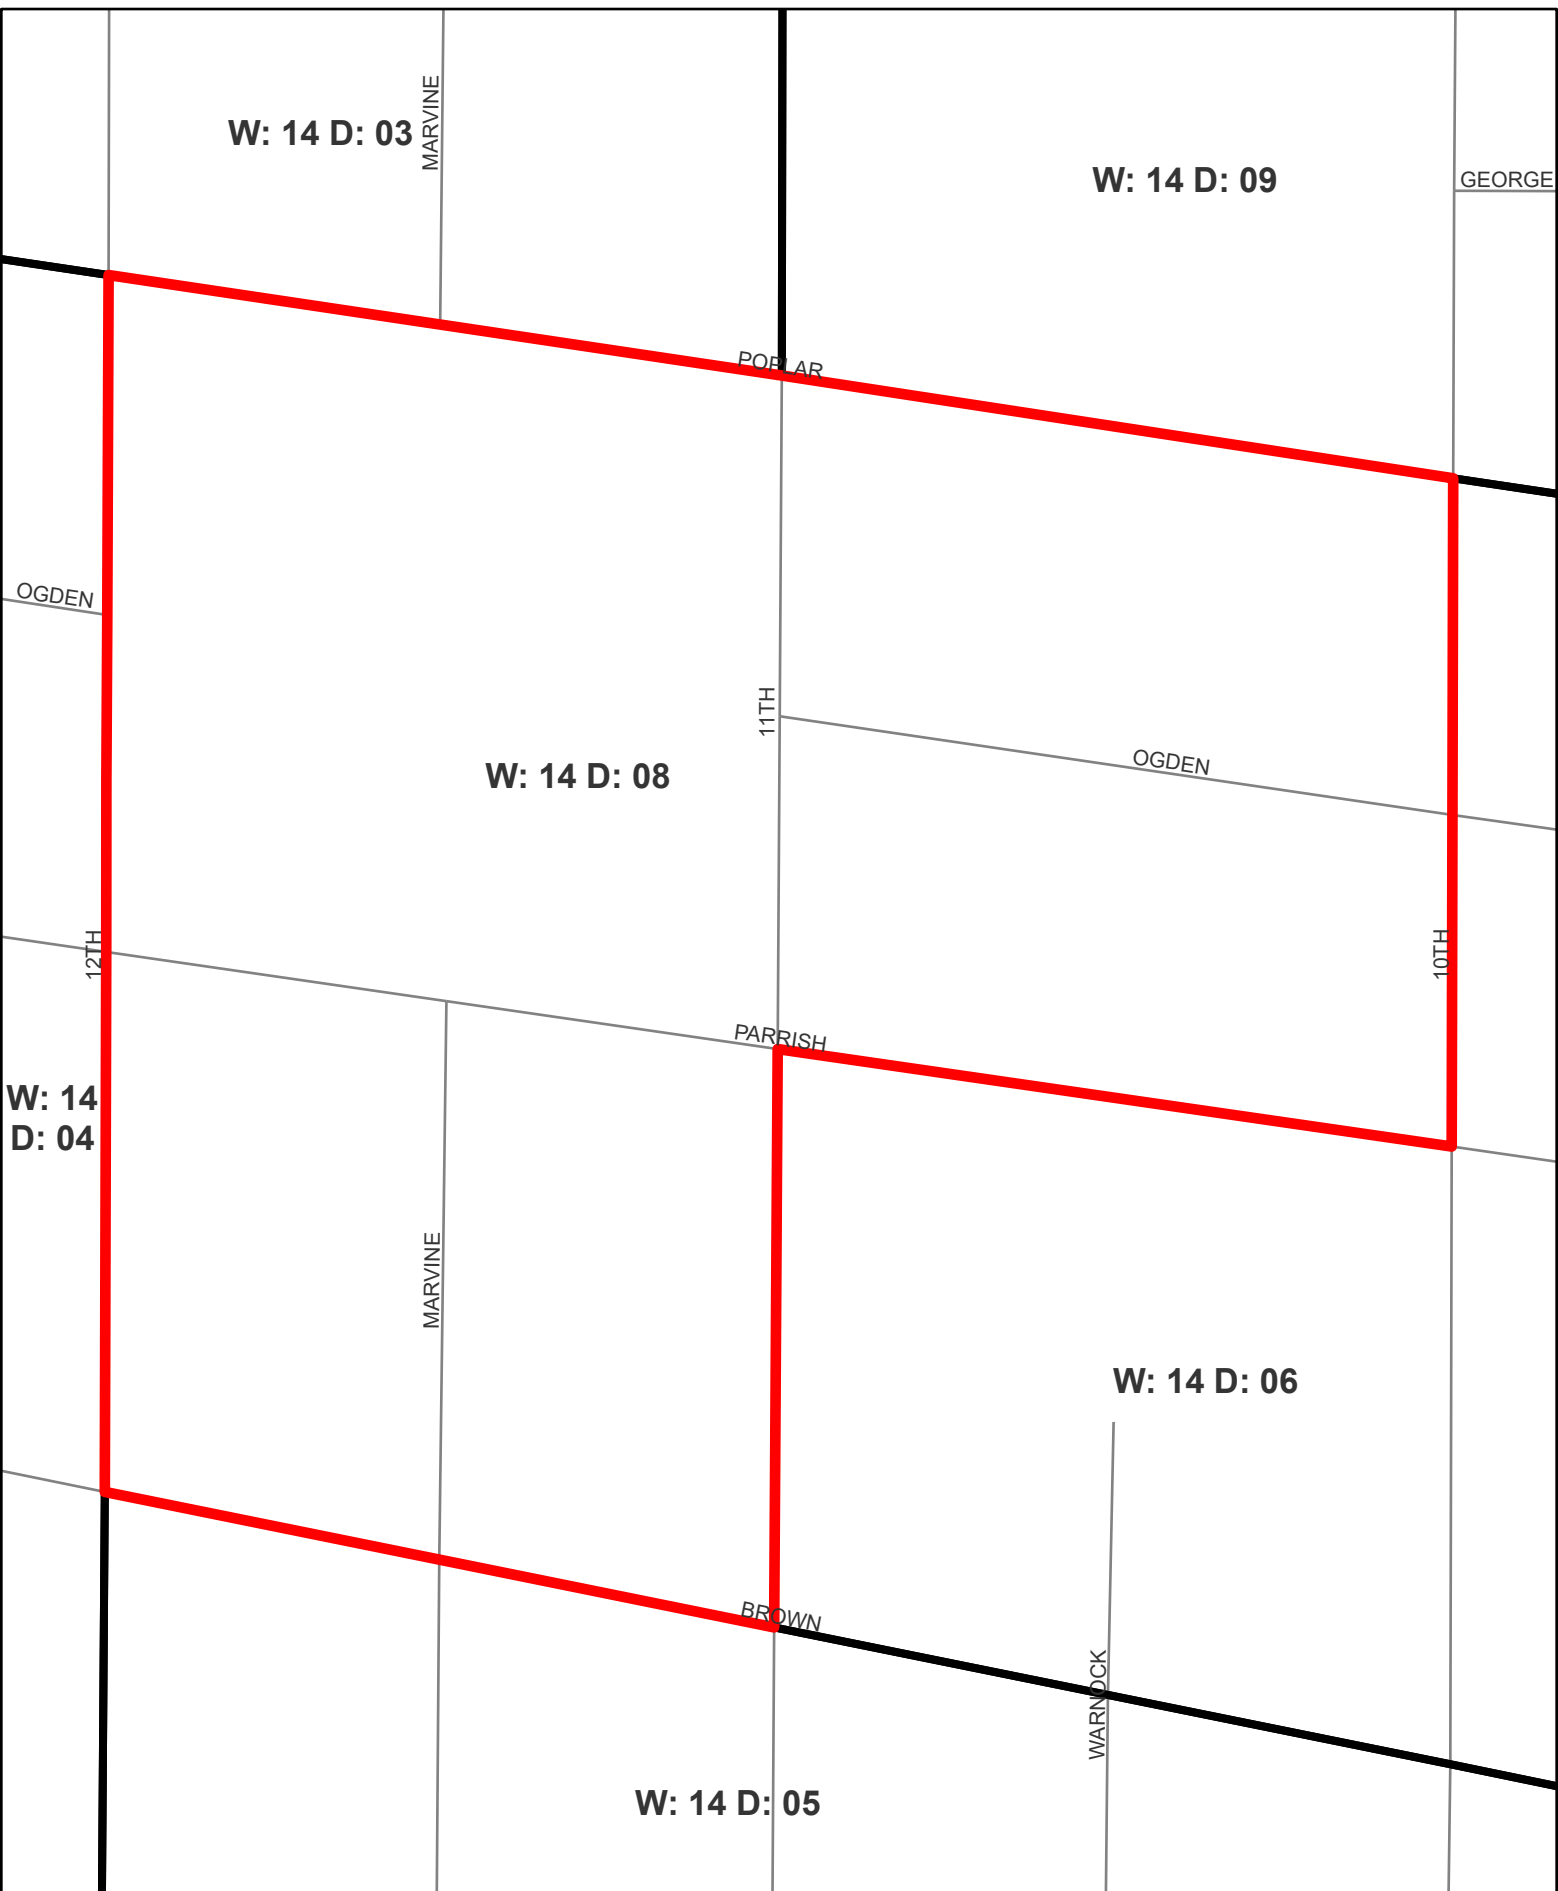 MARVINE
W: 14 D: 03
W: 14 D: 09
GEORGE
POPLAR
OGDEN
11TH
OGDEN
W: 14 D: 08
12TH
10TH
PARRISH
W: 14
D: 04
MARVINE
W: 14 D: 06
BROWN
WARNOCK
W: 14 D: 05